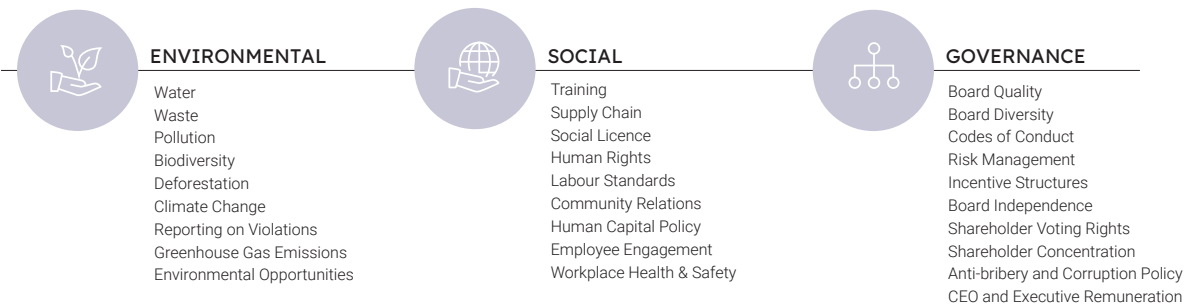 ENVIRONMENTAL
Water
Waste
Pollution
Biodiversity
Deforestation
Climate Change
Reporting on Violations
Greenhouse Gas Emissions
Environmental Opportunities
SOCIAL
Training
Supply Chain
Social Licence
Human Rights
Labour Standards
Community Relations
Human Capital Policy
Employee Engagement
Workplace Health & Safety
GOVERNANCE
Board Quality
Board Diversity
Codes of Conduct
Risk Management
Incentive Structures
Board Independence
Shareholder Voting Rights
Shareholder Concentration
Anti-bribery and Corruption Policy
CEO and Executive Remuneration